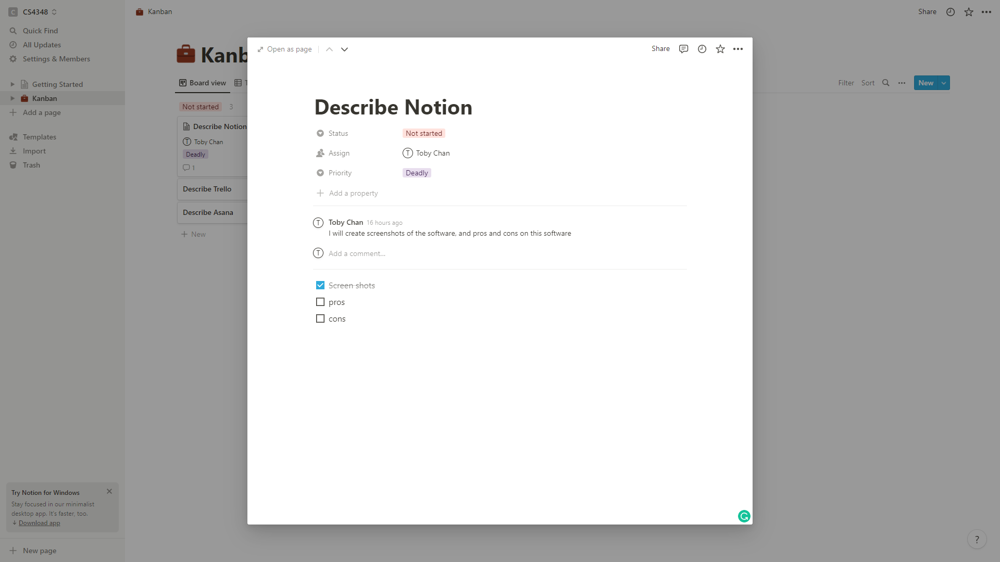 C CS4348
Quick Find
All Updates
Settings & Members
Getting Started
Kanban
Add a page
Templates
Import
Trash
Try Notion for Windows
Stay focused in our minimalist
desktop app. It's faster, too.
Download app
New page
Kanban
Share
Kanb
Board view T
Filter Sort New
Not started 3
Describe Notion
T Toby Chan
Deadly
1
Describe Trello
Describe Asana
New
Open as page
Share
Describe Notion
Status Not started
Assign T Toby Chan
Priority Deadly
Add a property
T Toby Chan 16 hours ago
I will create screenshots of the software, and pros and cons on this software
T Add a comment...
Screen shots
pros
cons
?